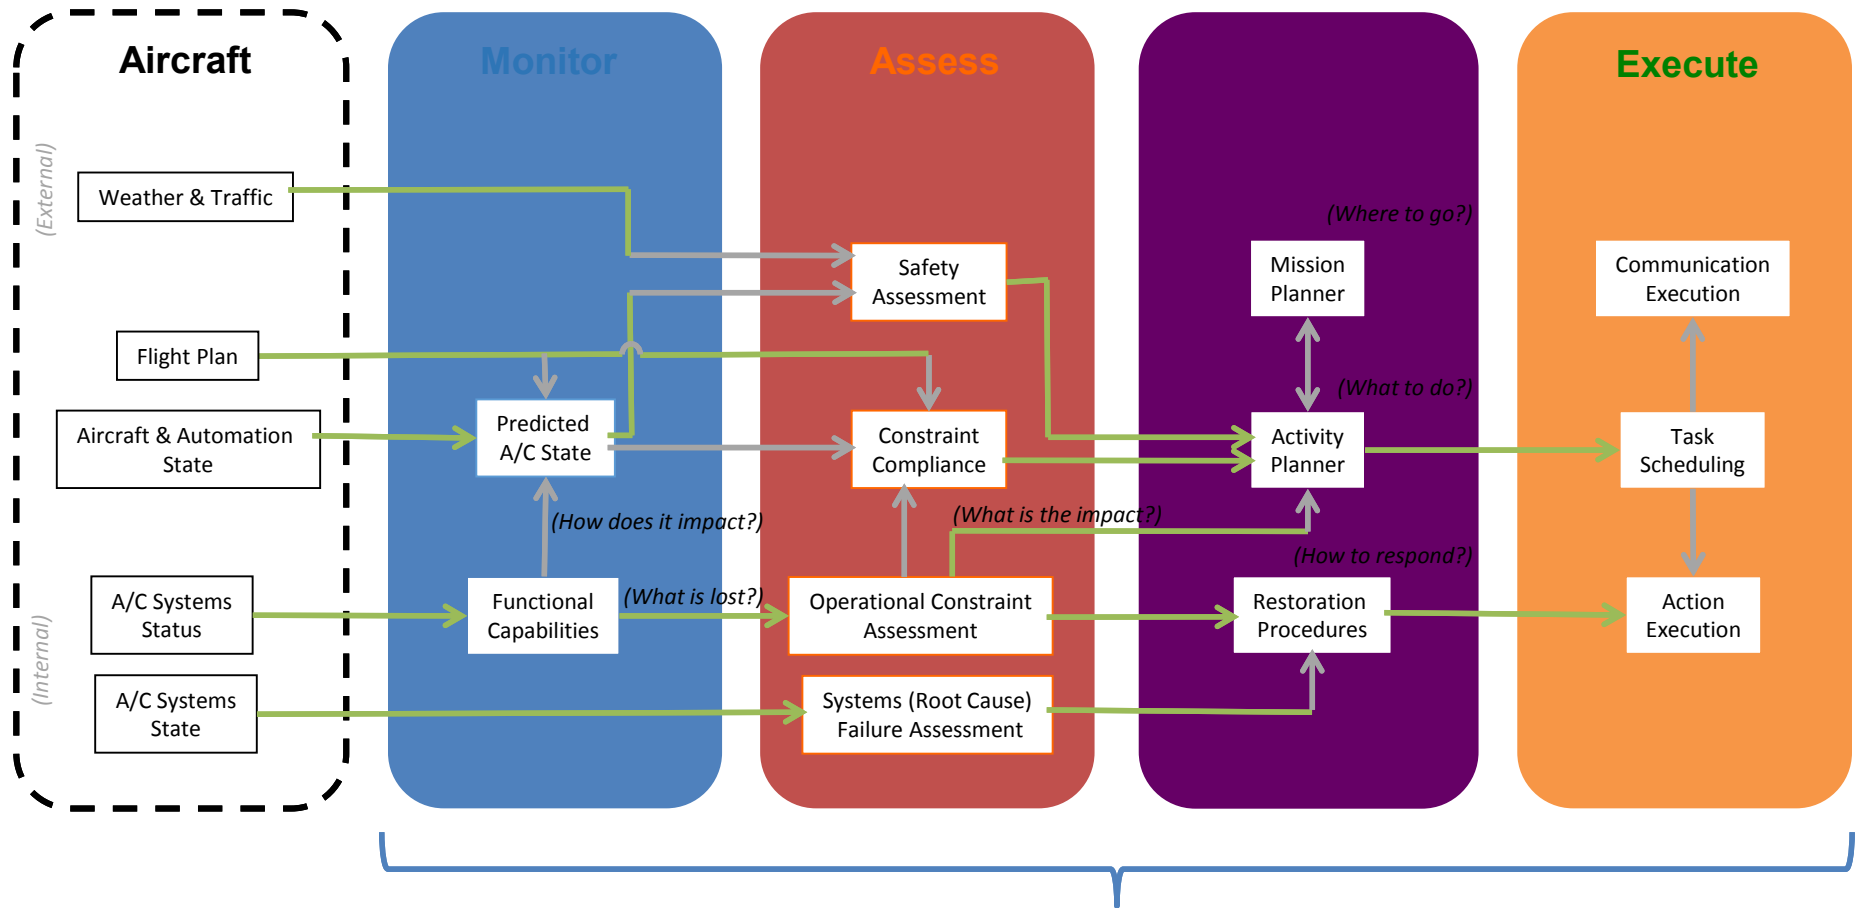 Aircraft
Monitor
Assess
Execute
(External)
Weather & Traffic
Flight Plan
Aircraft & Automation
State
(Internal)
A/C Systems
Status
A/C Systems
State
Predicted
A/C State
(How does it impact?)
Functional
Capabilities
(What is lost?)
Safety
Assessment
Constraint
Compliance
(What is the impact?)
Operational Constraint
Assessment
Systems (Root Cause)
Failure Assessment
(Where to go?)
Mission
Planner
(What to do?)
Activity
Planner
(How to respond?)
Restoration
Procedures
Communication
Execution
Task
Scheduling
Action
Execution